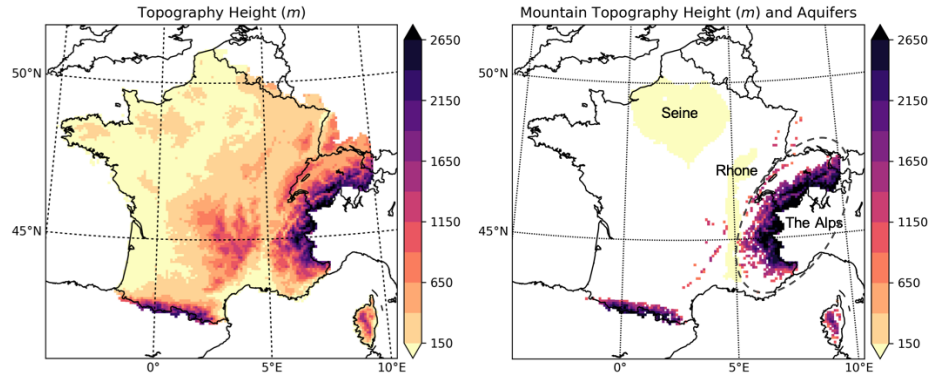 Topography Height (m)
50°N
45°N
0°
5°E
10°E
2650
2150
1650
1150
650
150
Mountain Topography Height (m) and Aquifers
50°N
45°N
0°
5°E
10°E
Seine
Rhone
The Alps
2650
2150
1650
1150
650
150